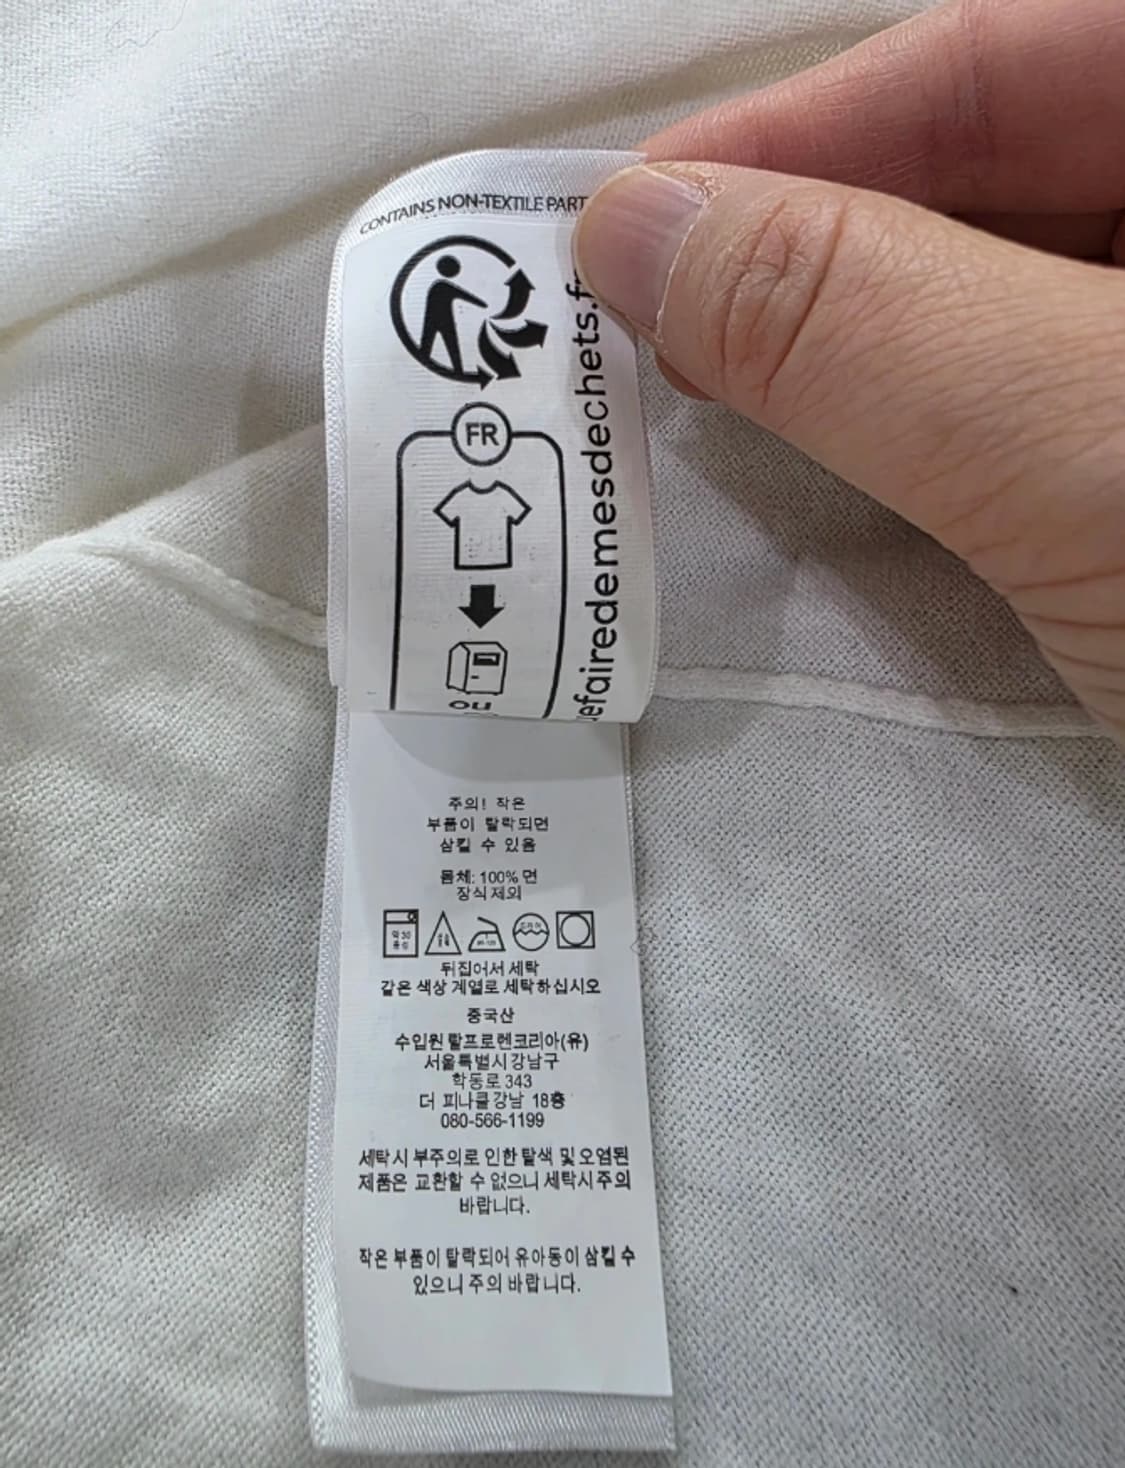 CONTAINS NON-TEXTILE PART
FR
ou
efairedemesdechets.fr
주의! 작은
부품이 탈락되면
삼킬 수 있음
몸체: 100% 면
장식 제외
약 30
중성
드라이
뒤집어서 세탁
같은 색상 계열로 세탁하십시오
중국산
수입원 랄프로렌코리아(유)
서울특별시 강남구
학동로 343
더 피나클강남 18층
080-566-1199
세탁시 부주의로 인한 탈색 및 오염된
제품은 교환할 수 없으니 세탁시주의
바랍니다.
작은 부품이 탈락되어 유아동이 삼킬 수
있으니 주의 바랍니다.